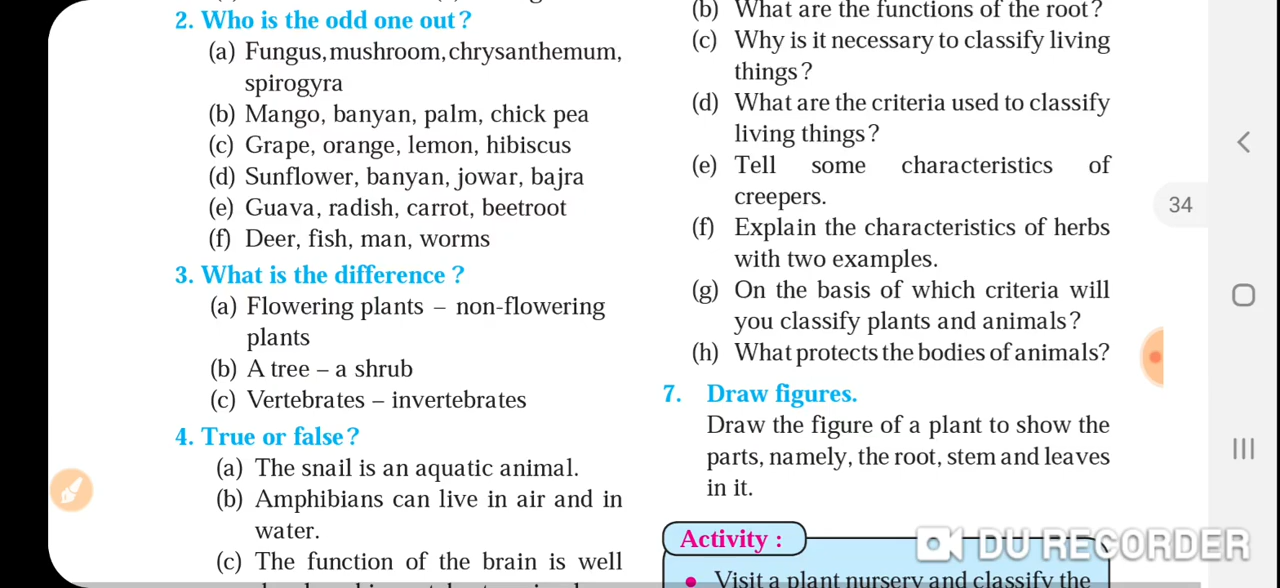 2. Who is the odd one out?
(a) Fungus, mushroom, chrysanthemum,
spirogyra
(b) Mango, banyan, palm, chick pea
(c) Grape, orange, lemon, hibiscus
(d) Sunflower, banyan, jowar, bajra
(e) Guava, radish, carrot, beetroot
(f) Deer, fish, man, worms
3. What is the difference?
(a) Flowering plants – non-flowering
plants
(b) A tree – a shrub
(c) Vertebrates – invertebrates
4. True or false?
(a) The snail is an aquatic animal.
(b) Amphibians can live in air and in
water.
(c) The function of the brain is well
(b) What are the functions of the root?
(c) Why is it necessary to classify living
things?
(d) What are the criteria used to classify
living things?
(e) Tell some characteristics of
creepers.
(f) Explain the characteristics of herbs
with two examples.
(g) On the basis of which criteria will
you classify plants and animals?
(h) What protects the bodies of animals?
7. Draw figures.
Draw the figure of a plant to show the
parts, namely, the root, stem and leaves
in it.
Activity :
• Visit a plant nursery and classify the
34
DU RECORDER